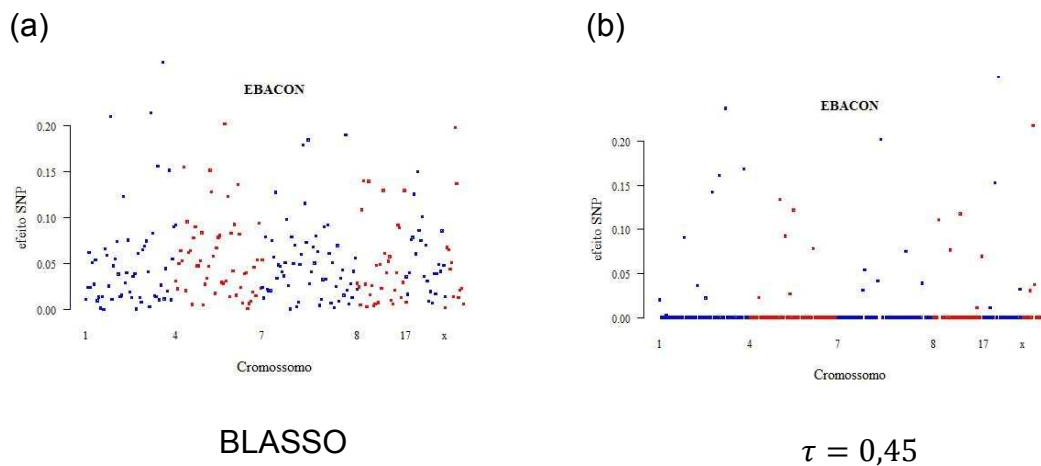 (a)
EBACON
0.20
0.15
0.10
0.05
0.00
efeito SNP
1 4 7 8 17 x
Cromossomo
BLASSO
(b)
EBACON
0.20
0.15
0.10
0.05
0.00
efeito SNP
1 4 7 8 17 x
Cromossomo
τ = 0,45